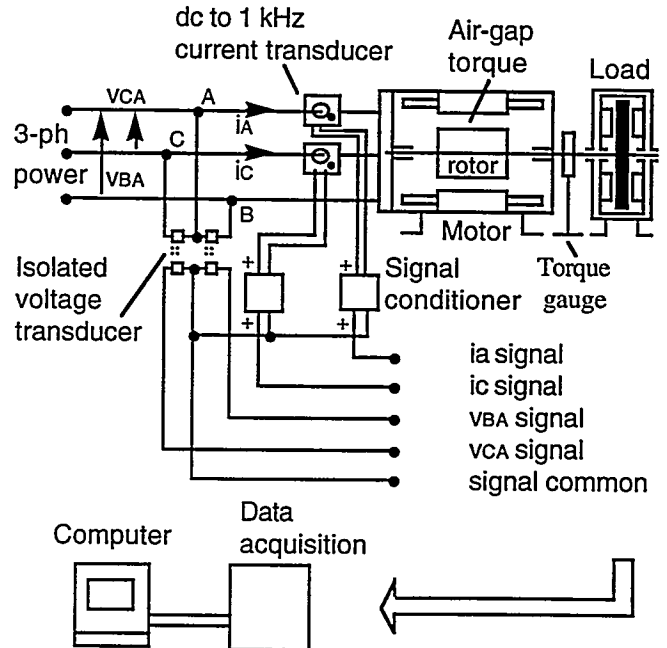 dc to 1 kHz
current transducer
Air-gap
torque
Load
VCA
A
iA
3-ph
power
C
iC
VBA
B
rotor
Motor
Isolated
voltage
transducer
+
+
Signal
conditioner
Torque
gauge
+
+
ia signal
ic signal
VBA signal
VCA signal
signal common
Computer
Data
acquisition